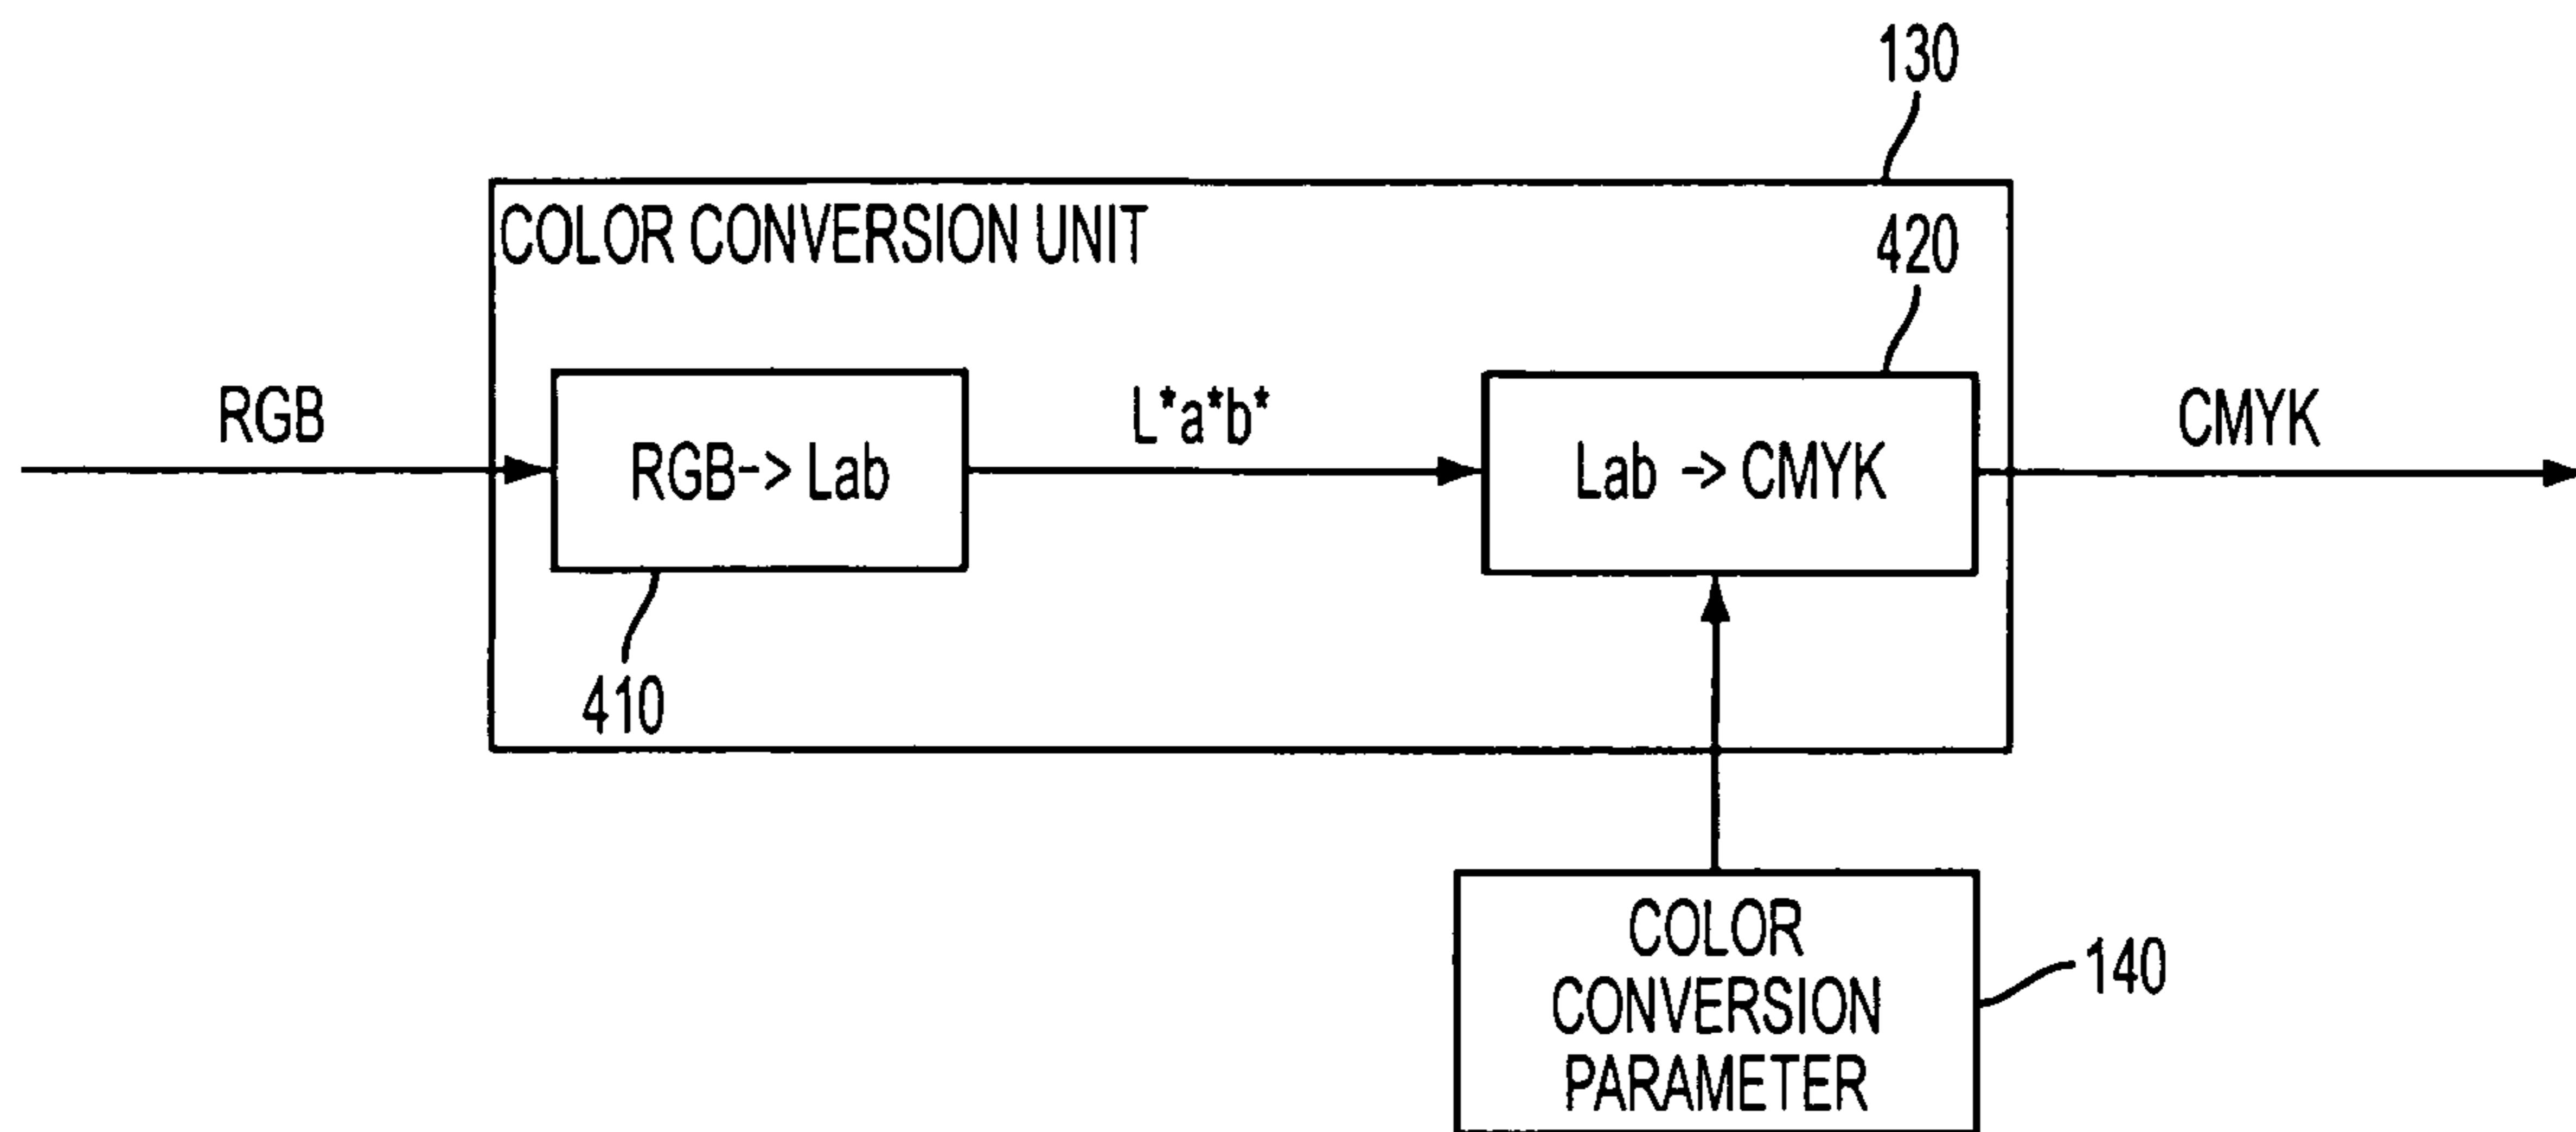 130
COLOR CONVERSION UNIT
420
RGB
RGB-> Lab
L*a*b*
Lab -> CMYK
CMYK
410
COLOR
CONVERSION
PARAMETER
140